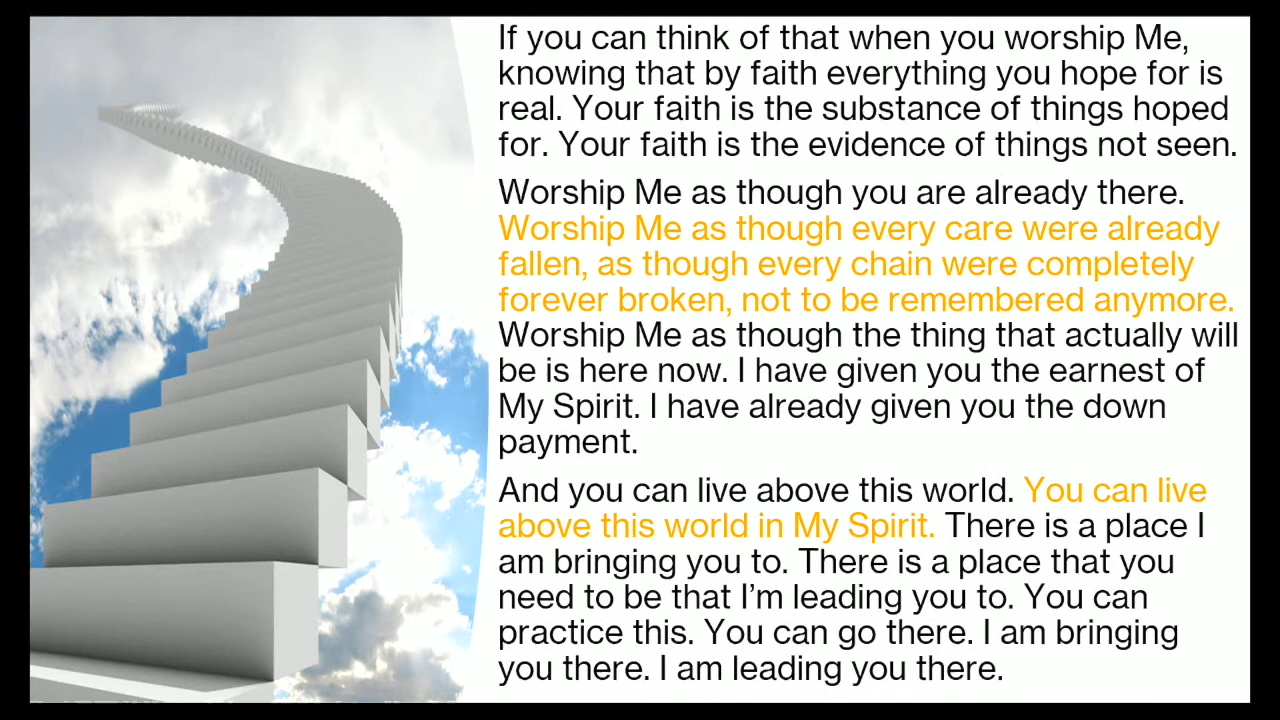 If you can think of that when you worship Me,
knowing that by faith everything you hope for is
real. Your faith is the substance of things hoped
for. Your faith is the evidence of things not seen.
Worship Me as though you are already there.
Worship Me as though every care were already
fallen, as though every chain were completely
forever broken, not to be remembered anymore.
Worship Me as though the thing that actually will
be is here now. I have given you the earnest of
My Spirit. I have already given you the down
payment.
And you can live above this world. You can live
above this world in My Spirit. There is a place I
am bringing you to. There is a place that you
need to be that I’m leading you to. You can
practice this. You can go there. I am bringing
you there. I am leading you there.